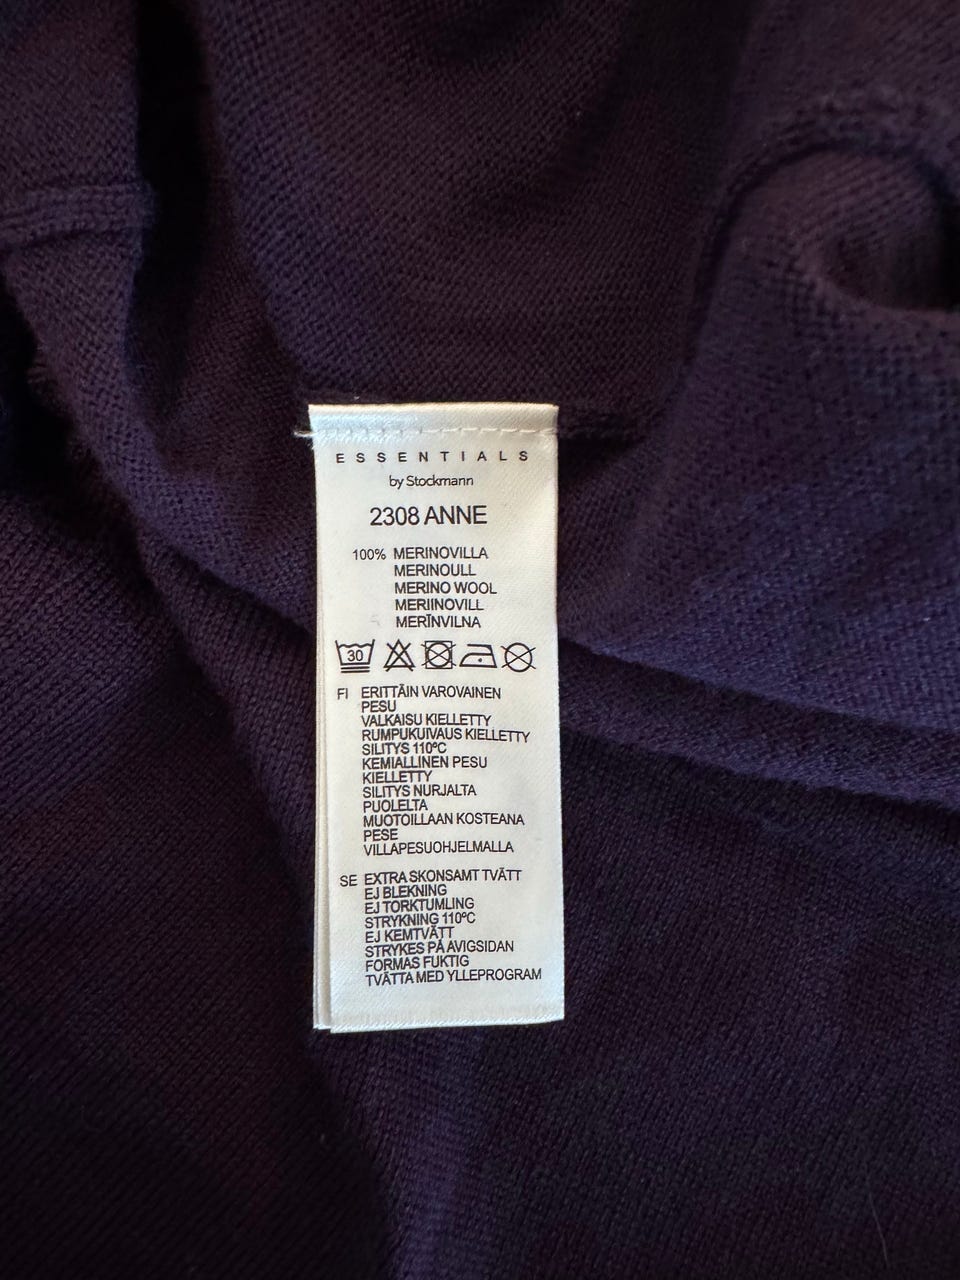 ESSENTIALS
by Stockmann
2308 ANNE
100% MERINOVILLA
MERINOULL
MERINO WOOL
MERIINOVILL
MERĪNVILNA
30
FI ERITTÄIN VAROVAINEN
PESU
VALKAISU KIELLETTY
RUMPUKUIVAUS KIELLETTY
SILITYS 110ºC
KEMIALLINEN PESU
KIELLETTY
SILITYS NURJALTA
PUOLELTA
MUOTOILLAAN KOSTEANA
PESE
VILLAPESUOHJELMALLA
SE EXTRA SKONSAMT TVÄTT
EJ BLEKNING
EJ TORKTUMLING
STRYKNING 110ºC
EJ KEMTVÄTT
STRYKES PÅ AVIGSIDAN
FORMAS FUKTIG
TVÄTTA MED YLLEPROGRAM